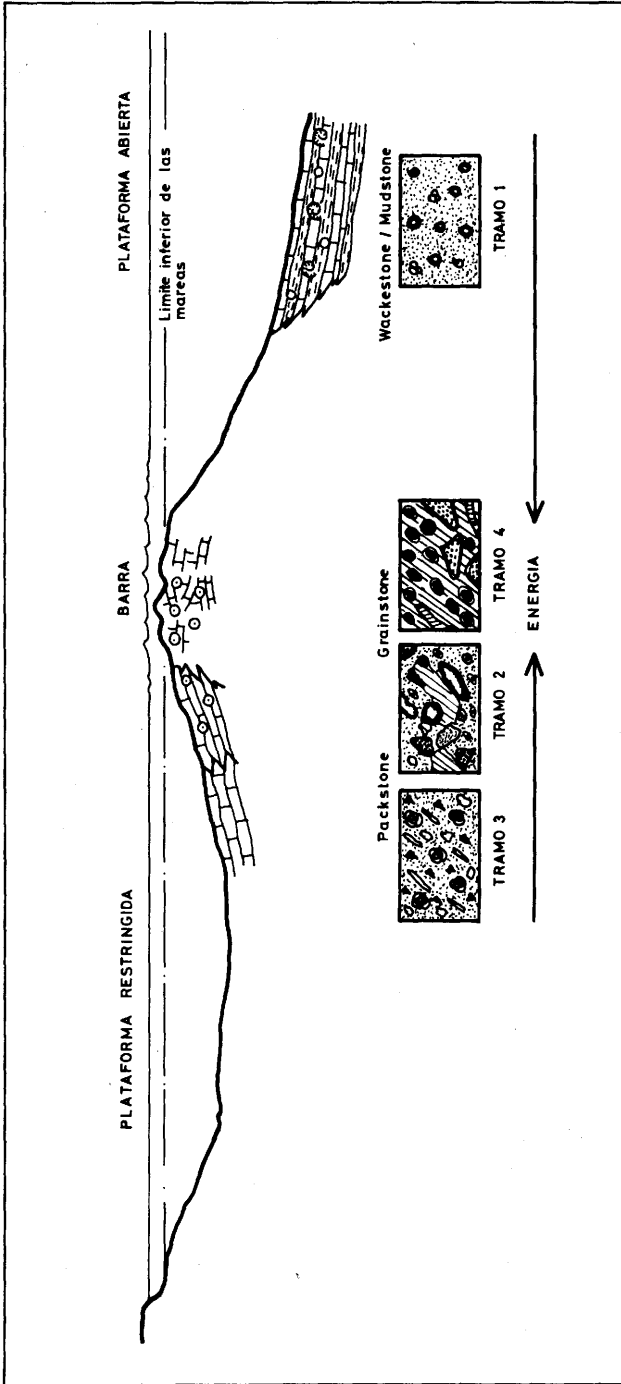 PLATAFORMA RESTRINGIDA
BARRA
PLATAFORMA ABIERTA
Límite inferior de las
mareas
Packstone
Grainstone
Wackestone / Mudstone
TRAMO 3
TRAMO 2
TRAMO 4
TRAMO 1
ENERGIA